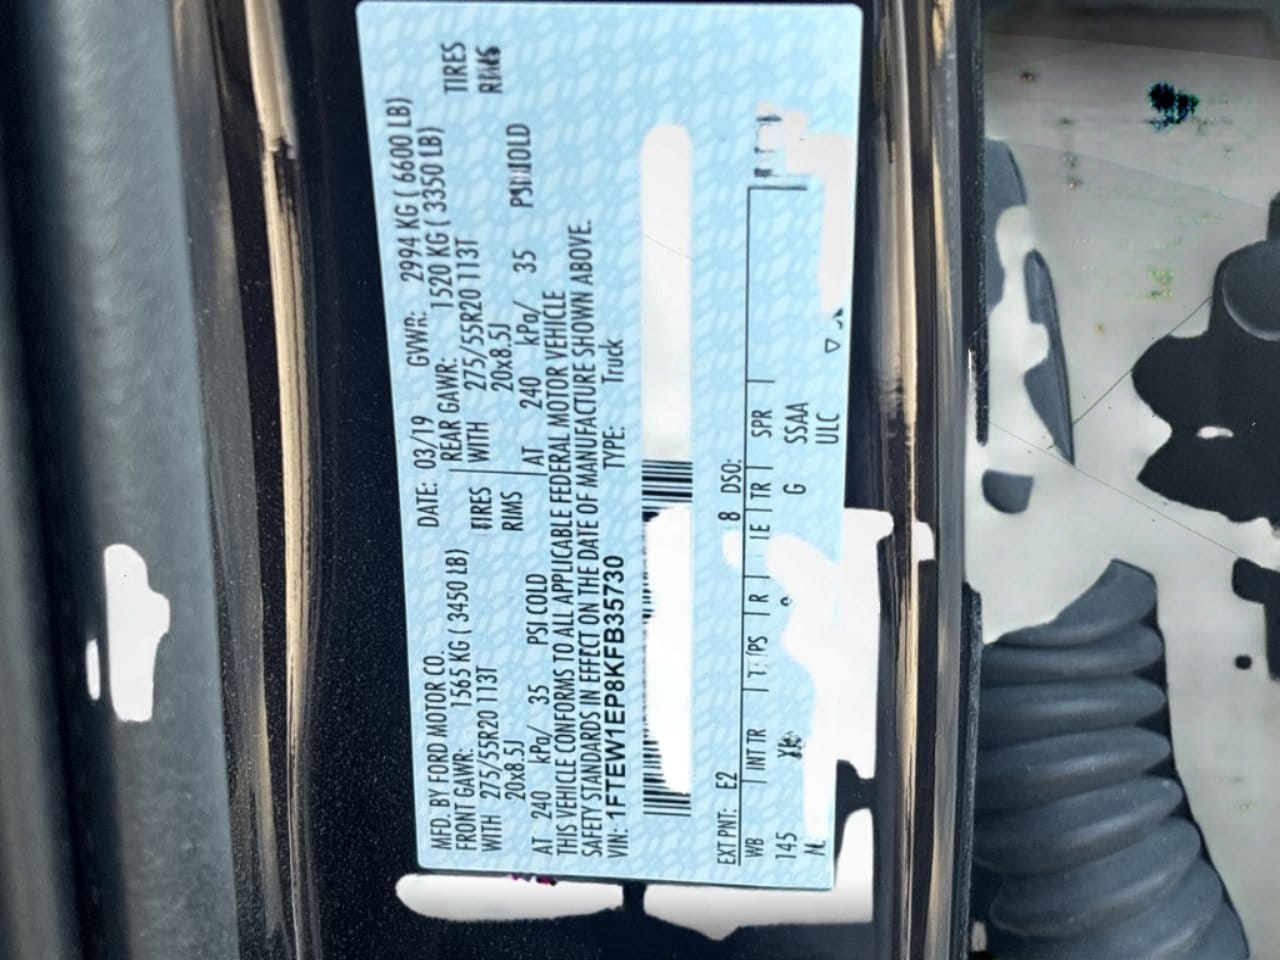 MFD. BY FORD MOTOR CO. DATE: 03/19 GVWR: 2994 KG ( 6600 LB)
FRONT GAWR: 1565 KG ( 3450 LB) REAR GAWR: 1520 KG ( 3350 LB)
WITH 275/55R20 113T TIRES WITH 275/55R20 113T TIRES
20x8.5J RIMS 20x8.5J RIMS
AT 240 kPa/ 35 PSI COLD AT 240 kPa/ 35
THIS VEHICLE CONFORMS TO ALL APPLICABLE FEDERAL MOTOR VEHICLE
SAFETY STANDARDS IN EFFECT ON THE DATE OF MANUFACTURE SHOWN ABOVE.
VIN: 1FTEW1EP8KFB35730 TYPE: Truck
EXT PNT: E2 8 DSO:
WB INT TR R TR SPR
145 G SSAA
ULC